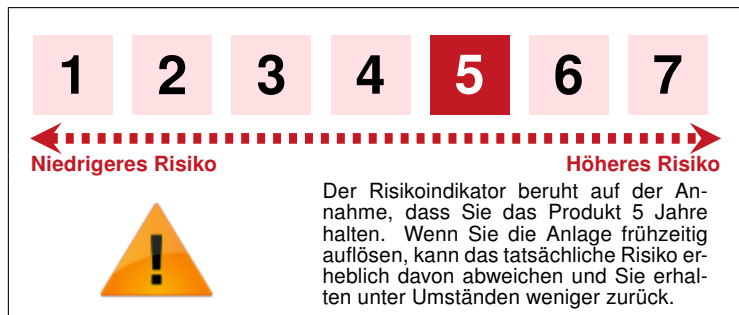 1 2 3 4 5 6 7
Niedrigeres Risiko Höheres Risiko
Der Risikoindikator beruht auf der An-
nahme, dass Sie das Produkt 5 Jahre
halten. Wenn Sie die Anlage frühzeitig
auflösen, kann das tatsächliche Risiko er-
heblich davon abweichen und Sie erhal-
ten unter Umständen weniger zurück.